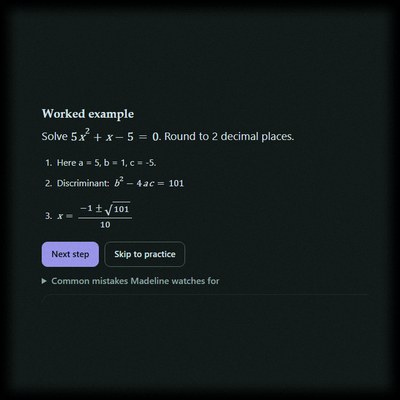 Worked example
Solve 5x² + x − 5 = 0. Round to 2 decimal places.
1. Here a = 5, b = 1, c = -5.
2. Discriminant: b² − 4ac = 101
3. x = (−1 ± √101) / 10
Next step Skip to practice
▶ Common mistakes Madeline watches for